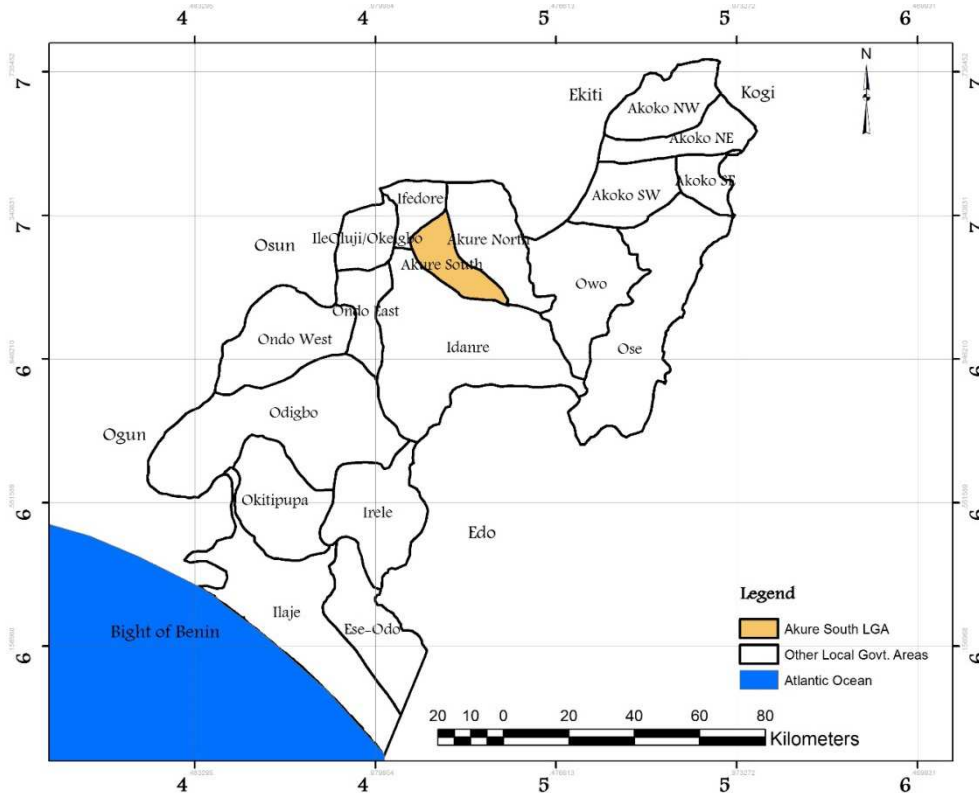 4 4 5 5 6
7
Ekiti
Kogi
Akoko NW
Akoko NE
N
Akoko SW
Akoko SE
7
Ifedore
IleOluji/Okeigbo
Akure North
Osun
Akure South
Owo
Ondo East
Ondo West
Idanre
Ose
6
Odigbo
Ogun
Okitipupa
Irele
Edo
6
Ilaje
Ese-Odo
Bight of Benin
6
Legend
Akure South LGA
Other Local Govt. Areas
Atlantic Ocean
20 10 0 20 40 60 80
Kilometers
4 4 5 5 6
7
7
6
6
6